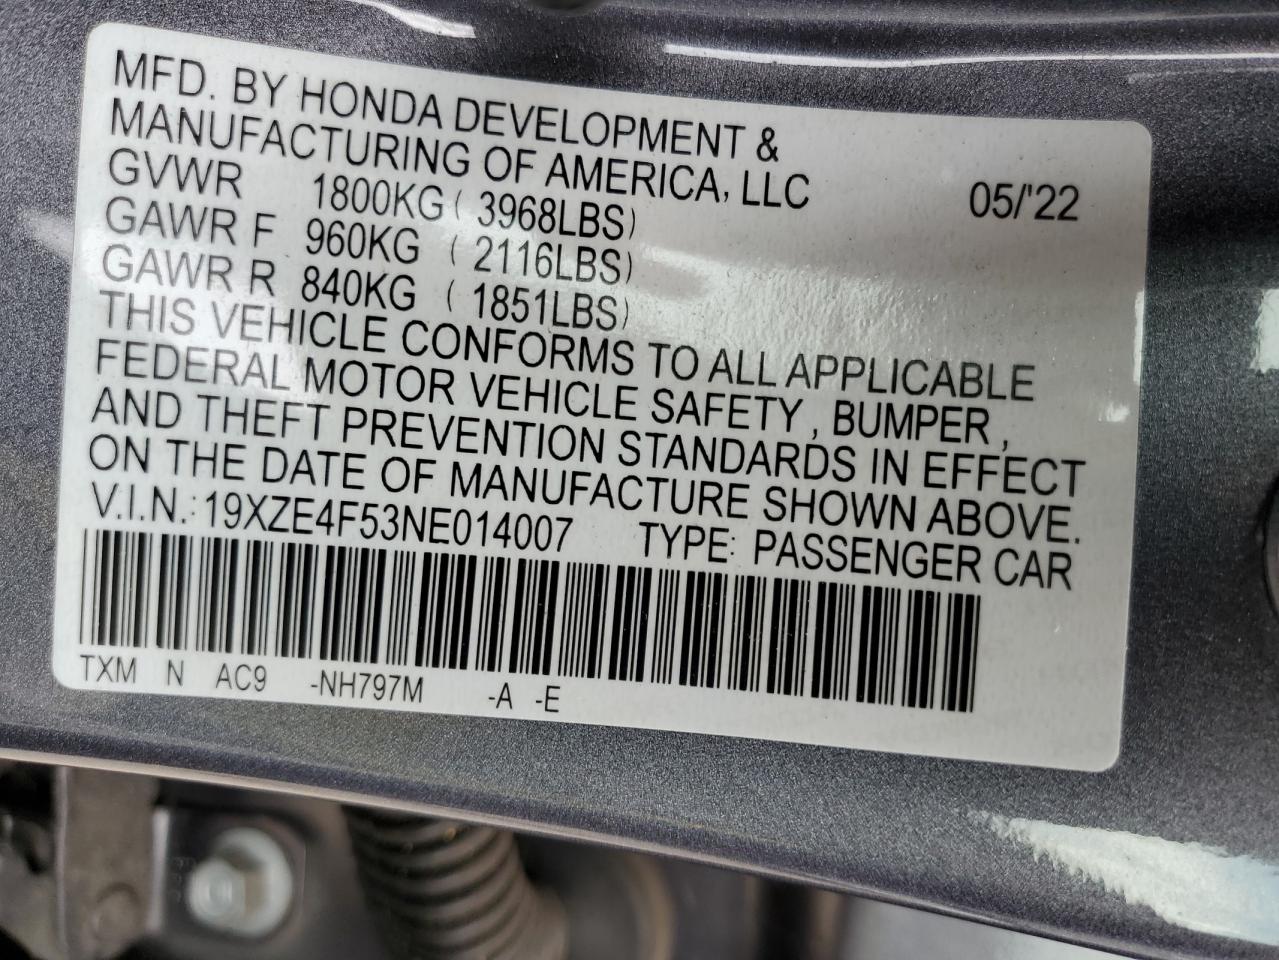 MFD. BY HONDA DEVELOPMENT &
MANUFACTURING OF AMERICA, LLC 05/'22
GVWR 1800KG ( 3968LBS)
GAWR F 960KG ( 2116LBS)
GAWR R 840KG ( 1851LBS)
THIS VEHICLE CONFORMS TO ALL APPLICABLE
FEDERAL MOTOR VEHICLE SAFETY , BUMPER ,
AND THEFT PREVENTION STANDARDS IN EFFECT
ON THE DATE OF MANUFACTURE SHOWN ABOVE.
V.I.N.: 19XZE4F53NE014007 TYPE: PASSENGER CAR
TXM N AC9 -NH797M -A -E